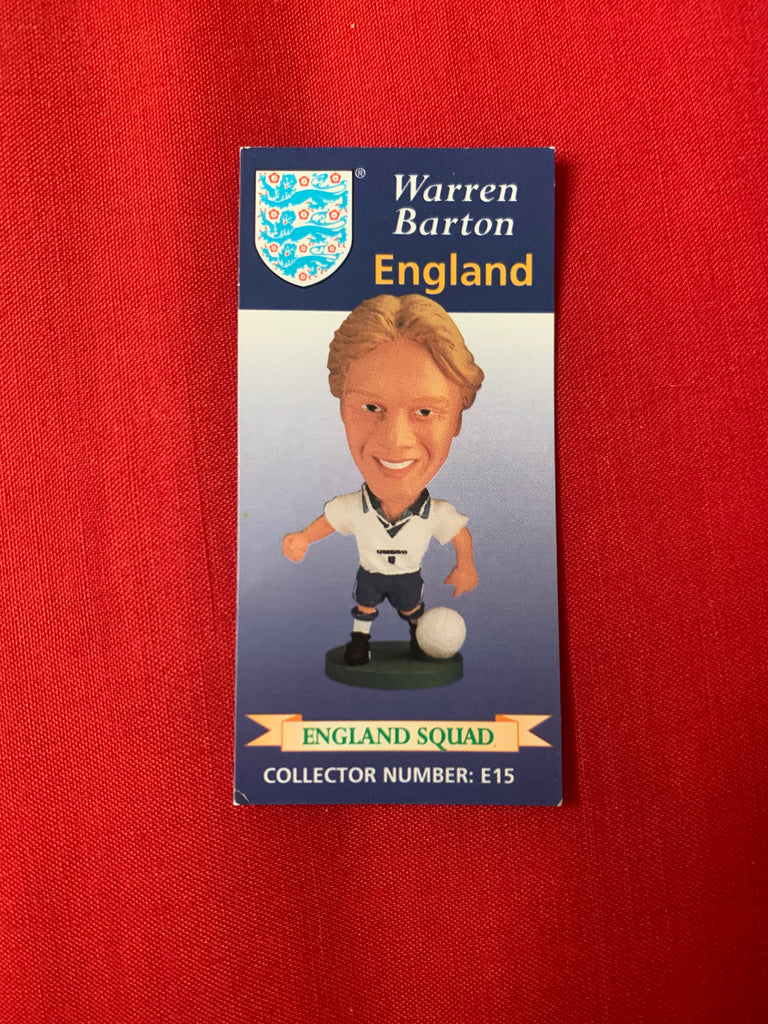 ®
Warren
Barton
England
UMBRO
ENGLAND SQUAD
COLLECTOR NUMBER: E15